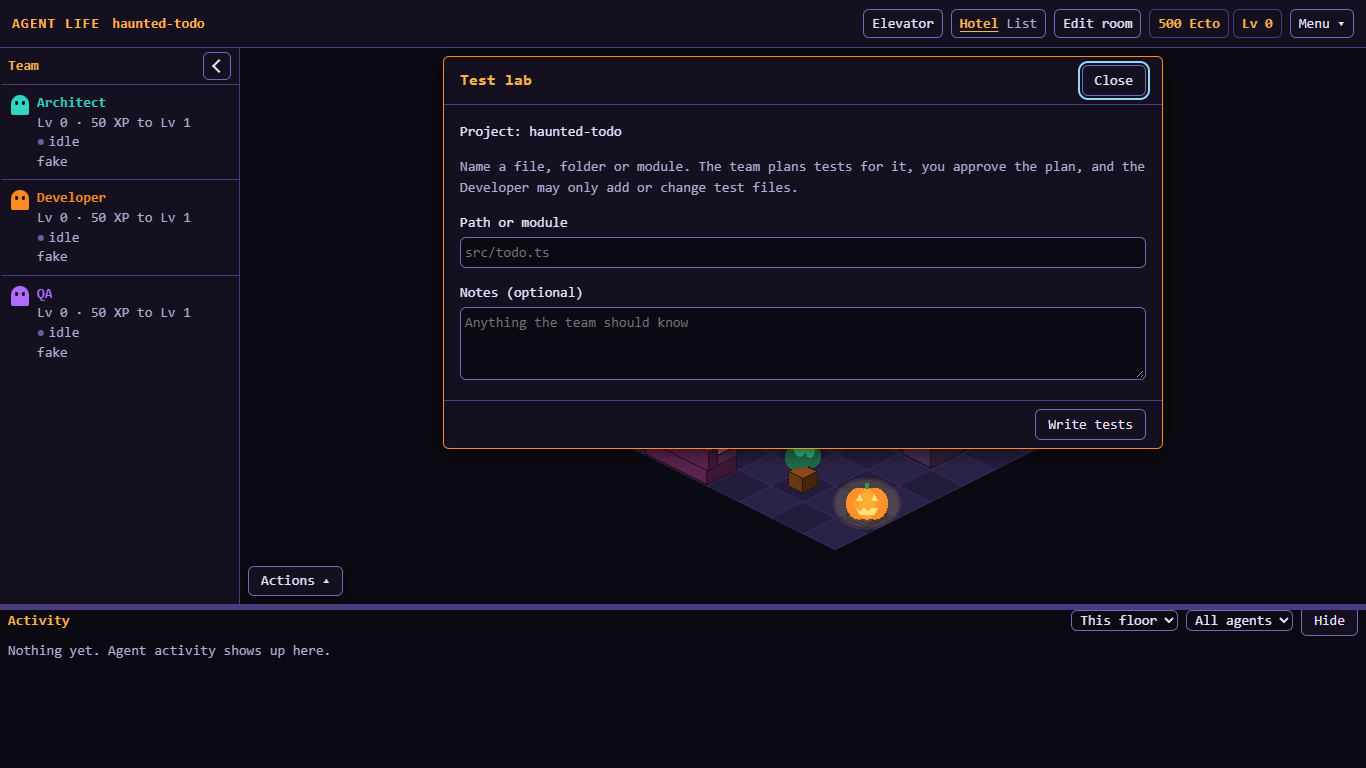 AGENT LIFE haunted-todo
Elevator
Hotel List
Edit room
500 Ecto
Lv 0
Menu ▾
Team
Architect
Lv 0 · 50 XP to Lv 1
idle
fake
Developer
Lv 0 · 50 XP to Lv 1
idle
fake
QA
Lv 0 · 50 XP to Lv 1
idle
fake
Test lab
Close
Project: haunted-todo
Name a file, folder or module. The team plans tests for it, you approve the plan, and the
Developer may only add or change test files.
Path or module
src/todo.ts
Notes (optional)
Anything the team should know
Write tests
Actions ▴
Activity
This floor
All agents
Hide
Nothing yet. Agent activity shows up here.